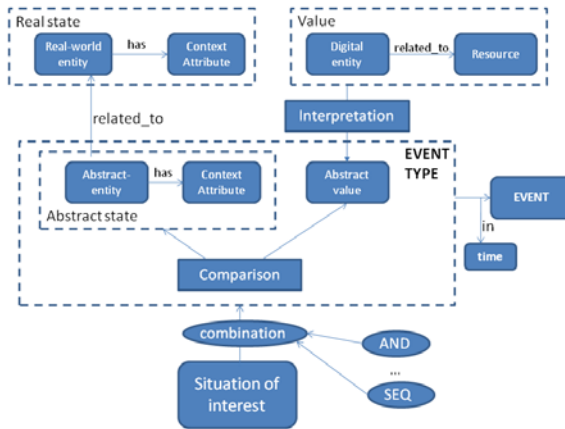 Real state
Value
Real-world
entity
has
Context
Attribute
Digital
entity
related_to
Resource
related_to
Interpretation
EVENT
TYPE
Abstract-
entity
has
Context
Attribute
Abstract
value
Abstract state
EVENT
in
time
Comparison
combination
AND
...
SEQ
Situation of
interest